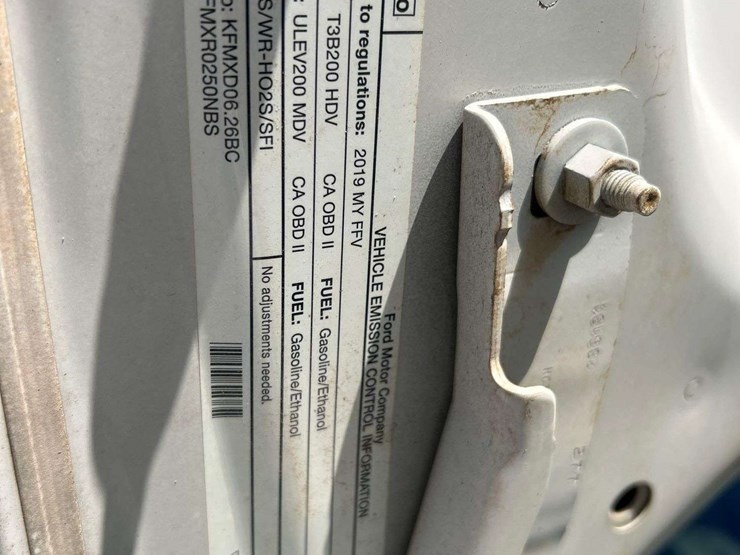 Ford Motor Company
VEHICLE EMISSION CONTROL INFORMATION
to regulations: 2019 MY FFV
T3B200 HDV CA OBD II FUEL: Gasoline/Ethanol
: ULEV200 MDV CA OBD II FUEL: Gasoline/Ethanol
No adjustments needed.
S/WR-HO2S/SFI
: KFMXD06.26BC
FMXR0250NBS